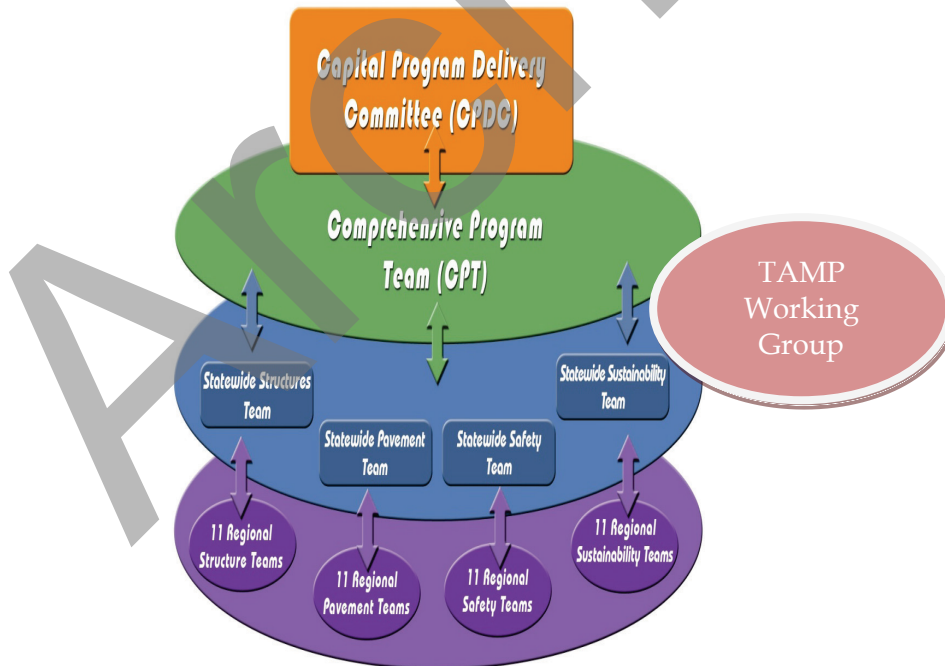 Capital Program Delivery
Committee (CPDC)
Comprehensive Program
Team (CPT)
TAMP
Working
Group
Statewide Structures
Team
Statewide Sustainability
Team
Statewide Pavement
Team
Statewide Safety
Team
11 Regional
Structure Teams
11 Regional
Sustainability Teams
11 Regional
Pavement Teams
11 Regional
Safety Teams